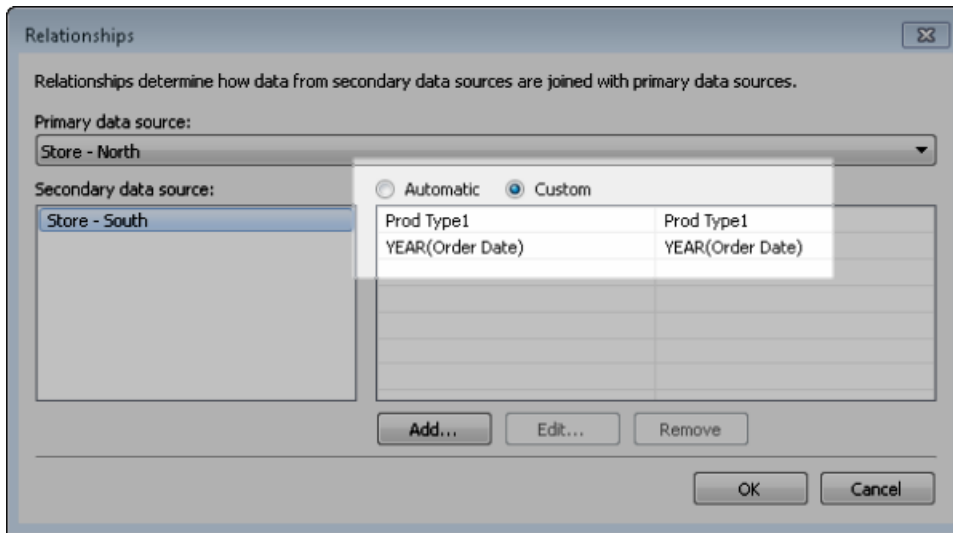 Relationships
Relationships determine how data from secondary data sources are joined with primary data sources.
Primary data source:
Store - North
Secondary data source:
Automatic Custom
Store - South
Prod Type1 Prod Type1
YEAR(Order Date) YEAR(Order Date)
Add... Edit... Remove
OK Cancel